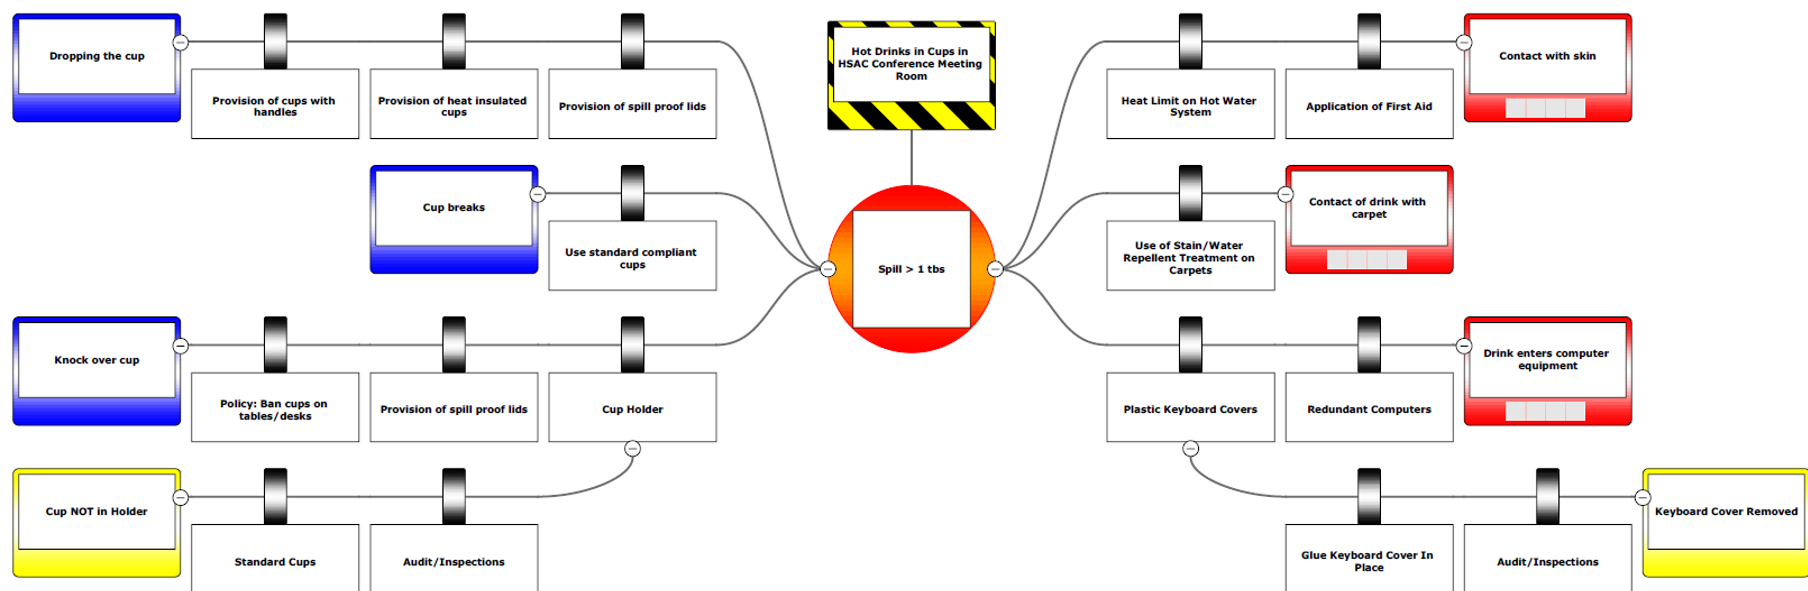 Dropping the cup
Provision of cups with
handles
Provision of heat insulated
cups
Provision of spill proof lids
Hot Drinks in Cups in
HSAC Conference Meeting
Room
Heat Limit on Hot Water
System
Application of First Aid
Contact with skin
Cup breaks
Use standard compliant
cups
Spill > 1 tbs
Use of Stain/Water
Repellent Treatment on
Carpets
Contact of drink with
carpet
Knock over cup
Policy: Ban cups on
tables/desks
Provision of spill proof lids
Cup Holder
Plastic Keyboard Covers
Redundant Computers
Drink enters computer
equipment
Cup NOT in Holder
Standard Cups
Audit/Inspections
Glue Keyboard Cover In
Place
Audit/Inspections
Keyboard Cover Removed